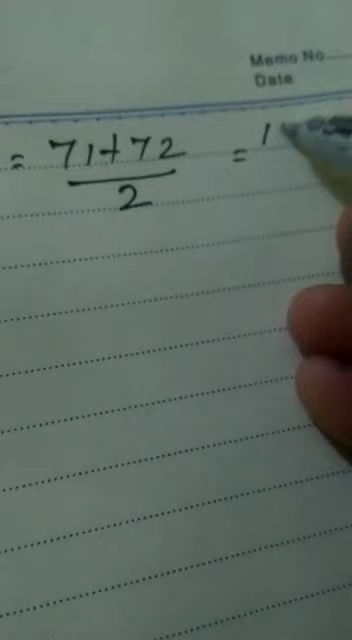 Memo No.
Date
= 71+72 / 2 = 1